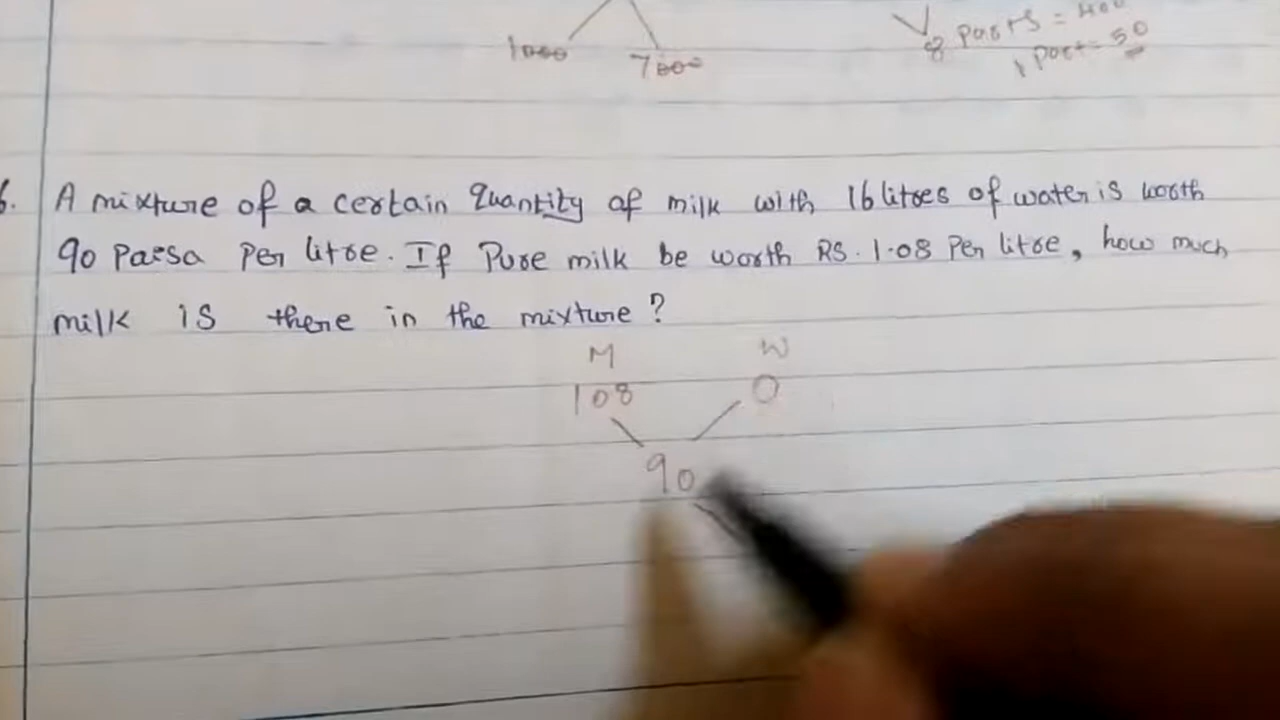 1000 7000
8 parts = 400
1 part = 50
6. A mixture of a certain Quantity of milk with 16 litres of water is worth
90 Paisa Per litre. If Pure milk be worth RS. 1.08 Per litre, how much
milk is there in the mixture?
M W
108 0
90